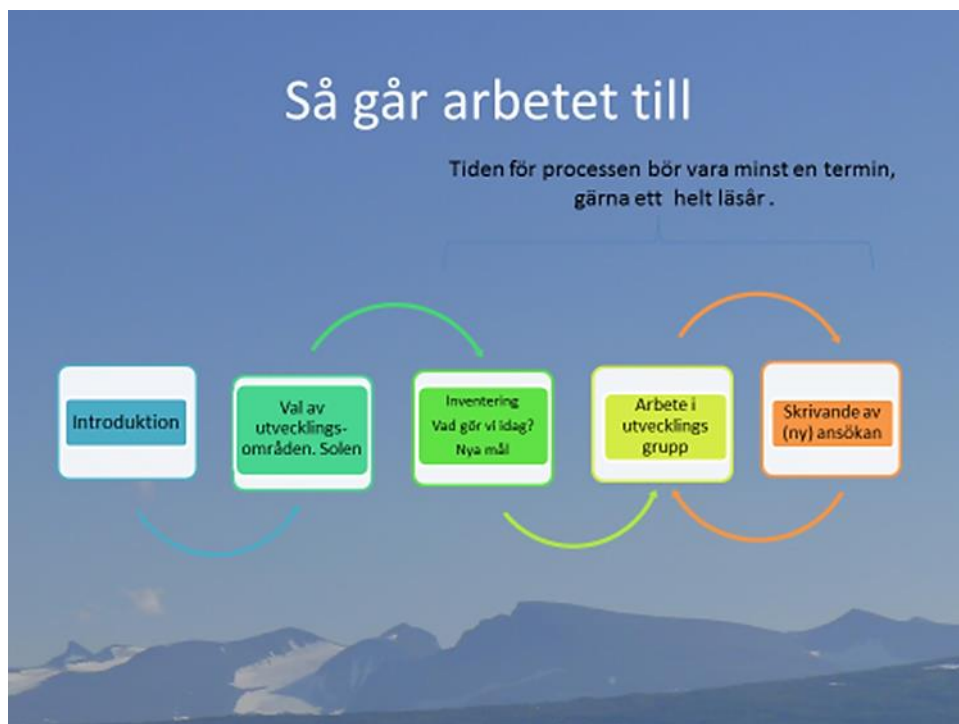 Så går arbetet till
Tiden för processen bör vara minst en termin,
gärna ett helt läsår .
Introduktion
Val av
utvecklings-
områden. Solen
Inventering
Vad gör vi idag?
Nya mål
Arbete i
utvecklings
grupp
Skrivande av
(ny) ansökan